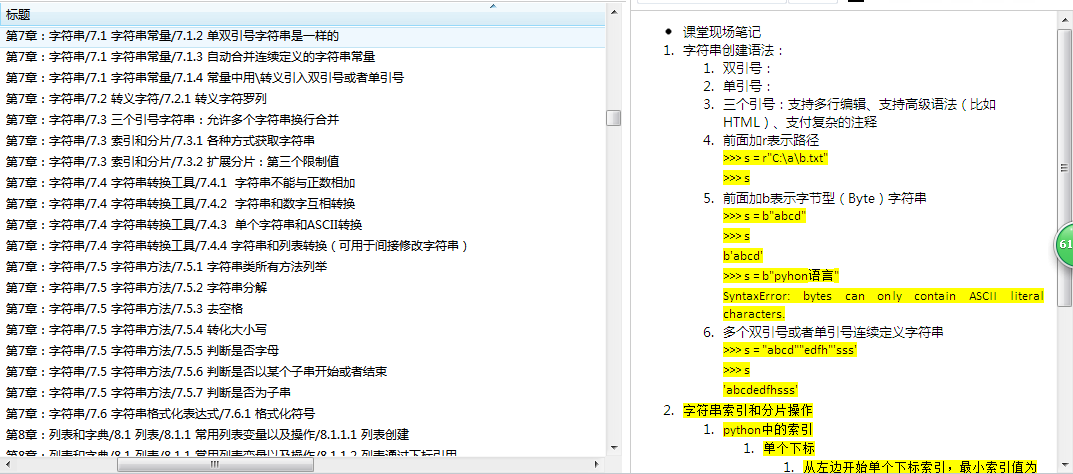 标题
第7章：字符串/7.1 字符串常量/7.1.2 单双引号字符串是一样的
第7章：字符串/7.1 字符串常量/7.1.3 自动合并连续定义的字符串常量
第7章：字符串/7.1 字符串常量/7.1.4 常量中用\转义引入双引号或者单引号
第7章：字符串/7.2 转义字符/7.2.1 转义字符罗列
第7章：字符串/7.3 三个引号字符串：允许多个字符串换行合并
第7章：字符串/7.3 索引和分片/7.3.1 各种方式获取字符串
第7章：字符串/7.3 索引和分片/7.3.2 扩展分片：第三个限制值
第7章：字符串/7.4 字符串转换工具/7.4.1  字符串不能与正数相加
第7章：字符串/7.4 字符串转换工具/7.4.2  字符串和数字互相转换
第7章：字符串/7.4 字符串转换工具/7.4.3  单个字符串和ASCII转换
第7章：字符串/7.4 字符串转换工具/7.4.4 字符串和列表转换（可用于间接修改字符串）
第7章：字符串/7.5 字符串方法/7.5.1 字符串类所有方法列举
第7章：字符串/7.5 字符串方法/7.5.2 字符串分解
第7章：字符串/7.5 字符串方法/7.5.3 去空格
第7章：字符串/7.5 字符串方法/7.5.4 转化大小写
第7章：字符串/7.5 字符串方法/7.5.5 判断是否字母
第7章：字符串/7.5 字符串方法/7.5.6 判断是否以某个子串开始或者结束
第7章：字符串/7.5 字符串方法/7.5.7 判断是否为子串
第7章：字符串/7.6 字符串格式化表达式/7.6.1 格式化符号
第8章：列表和字典/8.1 列表/8.1.1 常用列表变量以及操作/8.1.1.1 列表创建
第8章：列表和字典/8.1 列表/8.1.1 常用列表变量以及操作/8.1.1.2 列表通过下标引用
● 课堂现场笔记
1. 字符串创建语法：
1. 双引号：
2. 单引号：
3. 三个引号：支持多行编辑、支持高级语法（比如
HTML）、支付复杂的注释
4. 前面加r表示路径
>>> s = r"C:\a\b.txt"
>>> s
5. 前面加b表示字节型（Byte）字符串
>>> s = b"abcd"
>>> s
b'abcd'
>>> s = b"pyhon语言"
SyntaxError: bytes can only contain ASCII literal
characters.
6. 多个双引号或者单引号连续定义字符串
>>> s = "abcd""edfh"'sss'
>>> s
'abcdedfhsss'
2. 字符串索引和分片操作
1. python中的索引
1. 单个下标
1. 从左边开始单个下标索引，最小索引值为
61